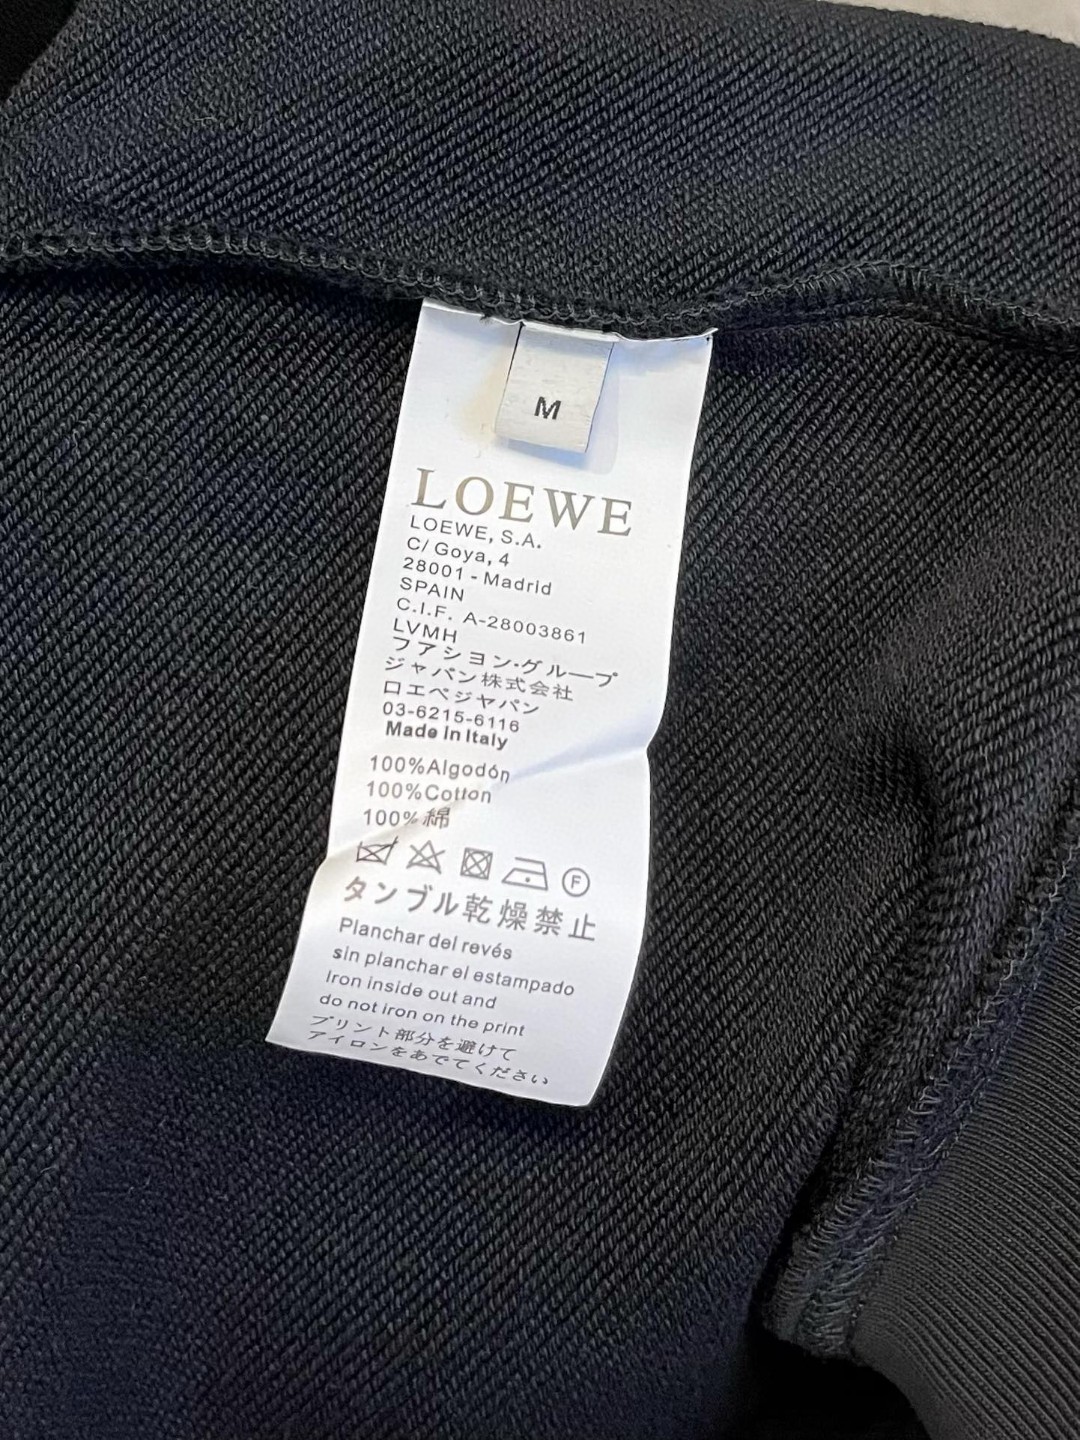 M
LOEWE
LOEWE, S.A.
C/ Goya, 4
28001 - Madrid
SPAIN
C.I.F. A-28003861
LVMH
フアシヨン・グループ
ジャパン株式会社
ロエベジヤパン
03-6215-6116
Made in Italy
100%Algodón
100%Cotton
100%綿
F
タンブル乾燥禁止
Planchar del revés
sin planchar el estampado
Iron inside out and
do not iron on the print
プリント部分を避けて
アイロンをあでてください